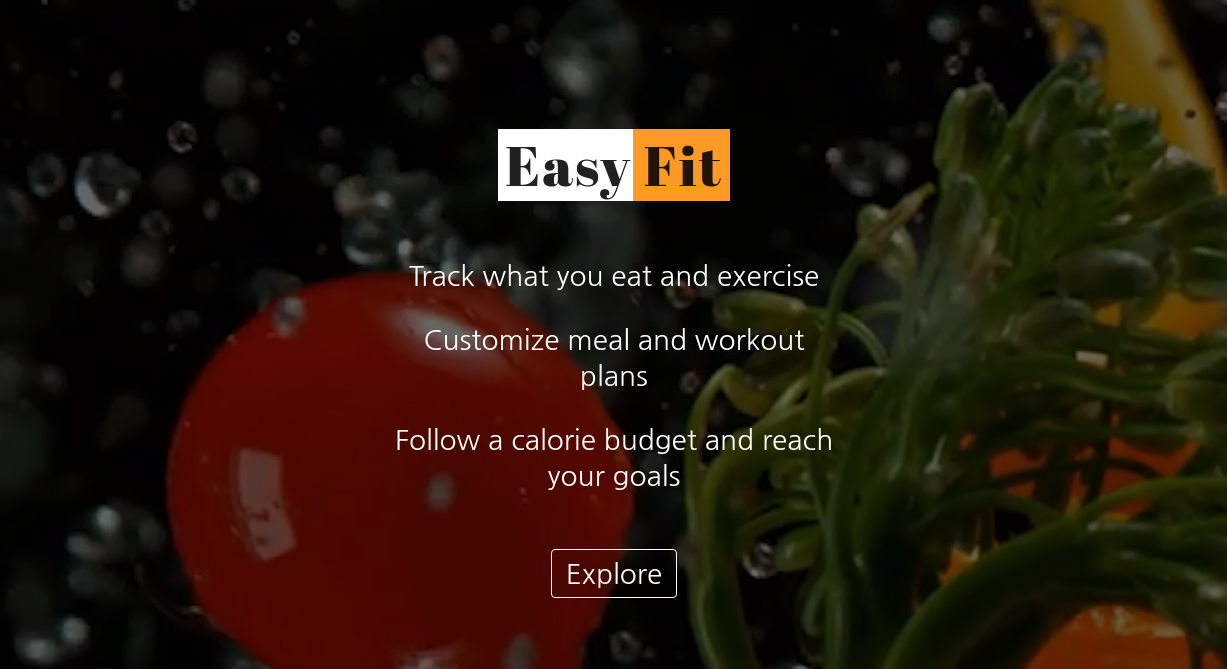 Easy Fit
Track what you eat and exercise
Customize meal and workout
plans
Follow a calorie budget and reach
your goals
Explore